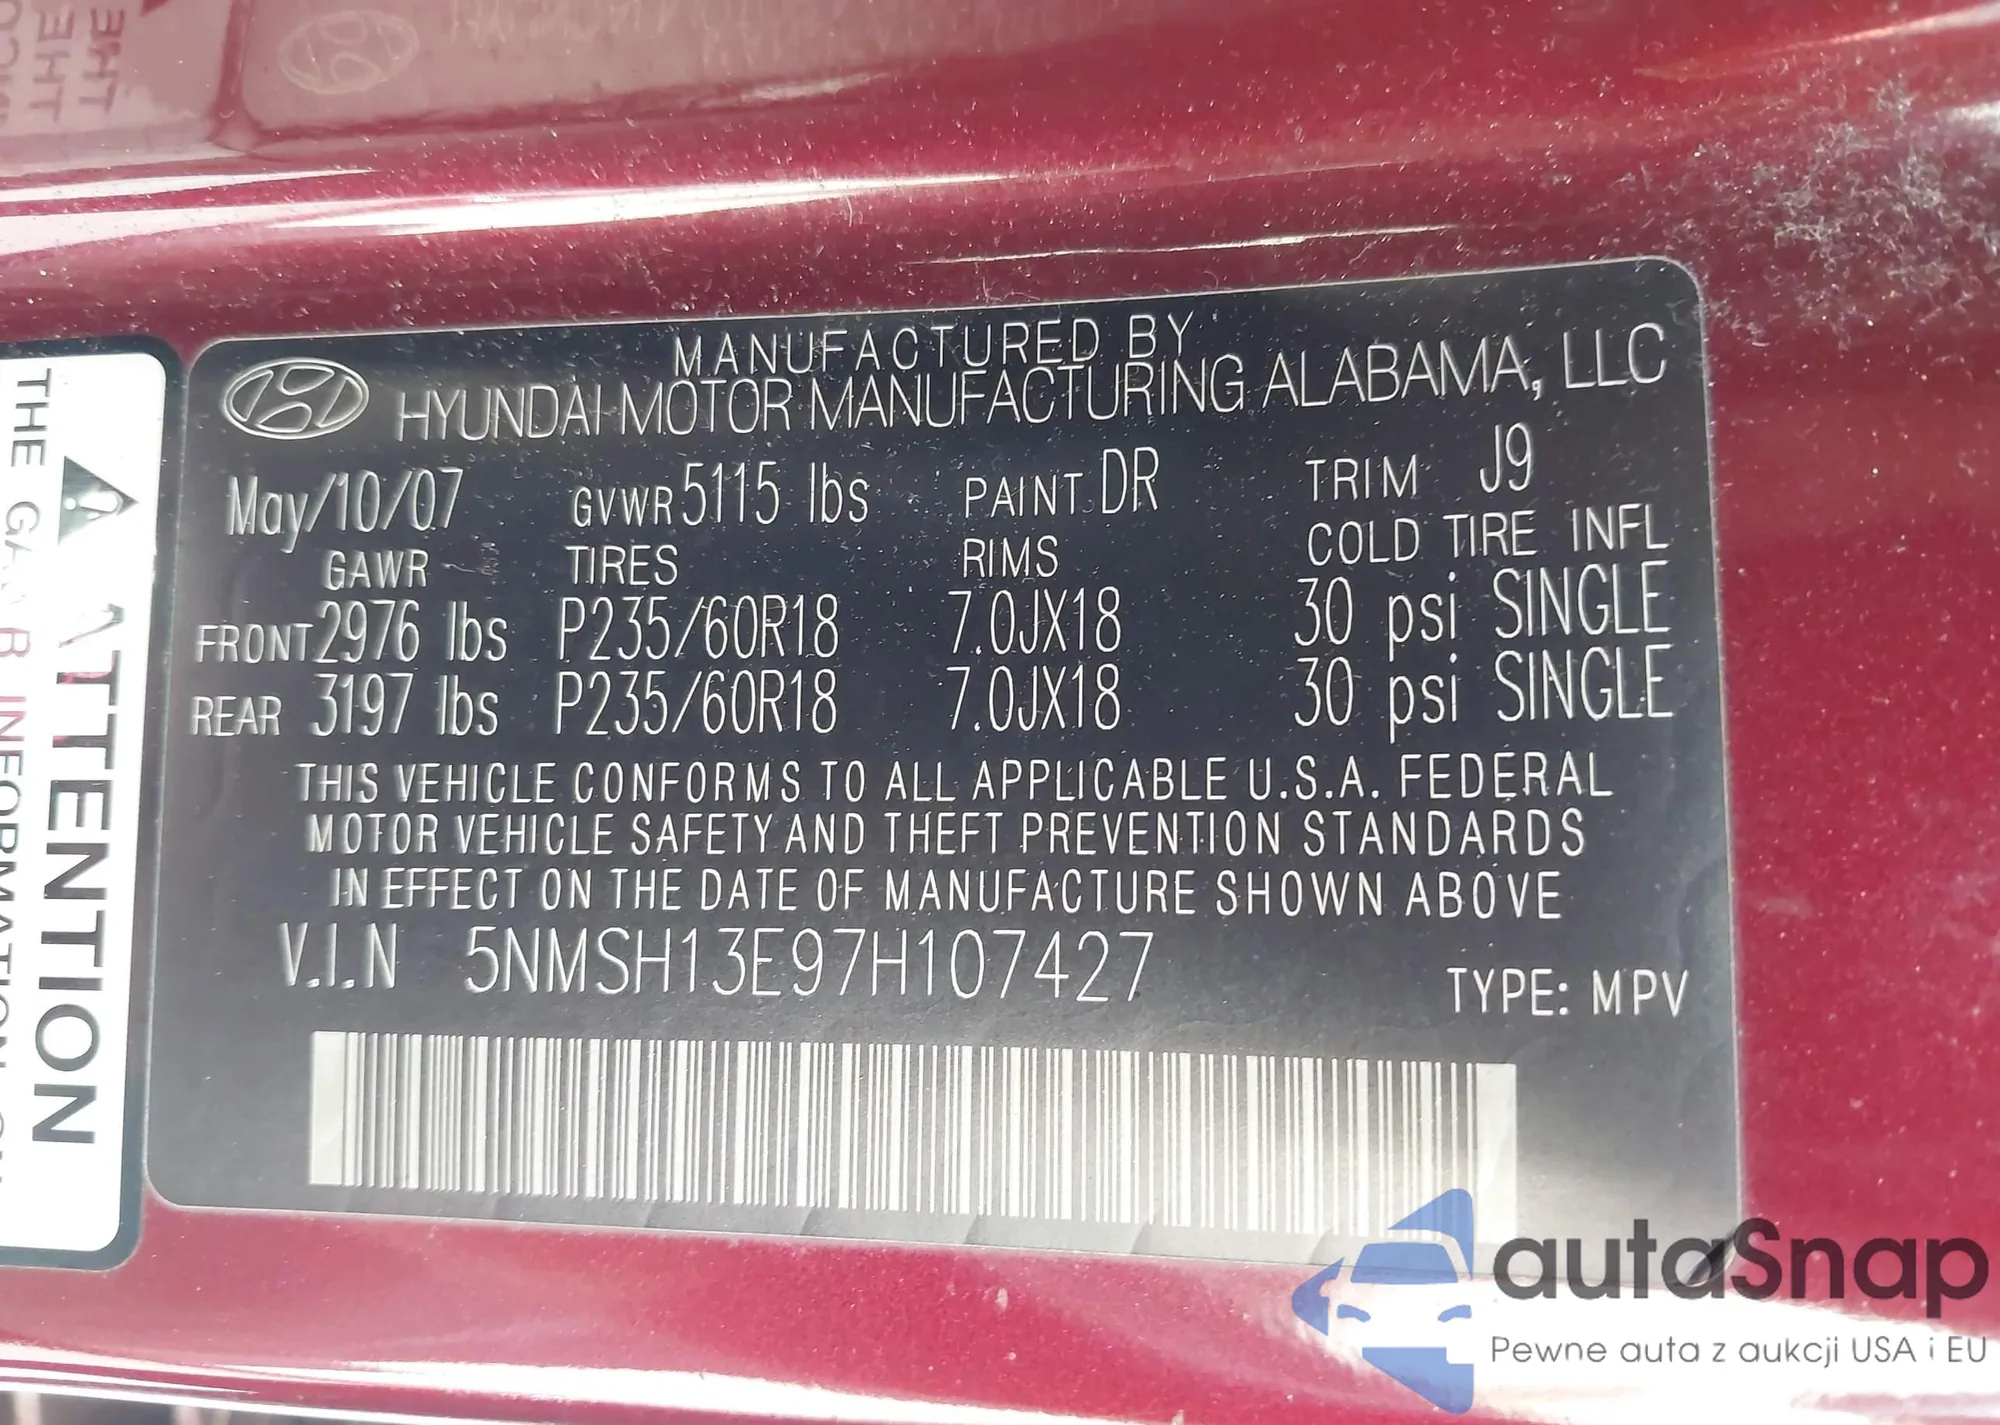 MANUFACTURED BY
HYUNDAI MOTOR MANUFACTURING ALABAMA, LLC
May/10/07 GVWR 5115 lbs PAINT DR TRIM J9
GAWR TIRES RIMS COLD TIRE INFL
FRONT 2976 lbs P235/60R18 7.0JX18 30 psi SINGLE
REAR 3197 lbs P235/60R18 7.0JX18 30 psi SINGLE
THIS VEHICLE CONFORMS TO ALL APPLICABLE U.S.A. FEDERAL
MOTOR VEHICLE SAFETY AND THEFT PREVENTION STANDARDS
IN EFFECT ON THE DATE OF MANUFACTURE SHOWN ABOVE
V.I.N 5NMSH13E97H107427
TYPE: MPV
ATTENTION
THE INFORMATION
autoSnap
Pewne auta z aukcji USA i EU